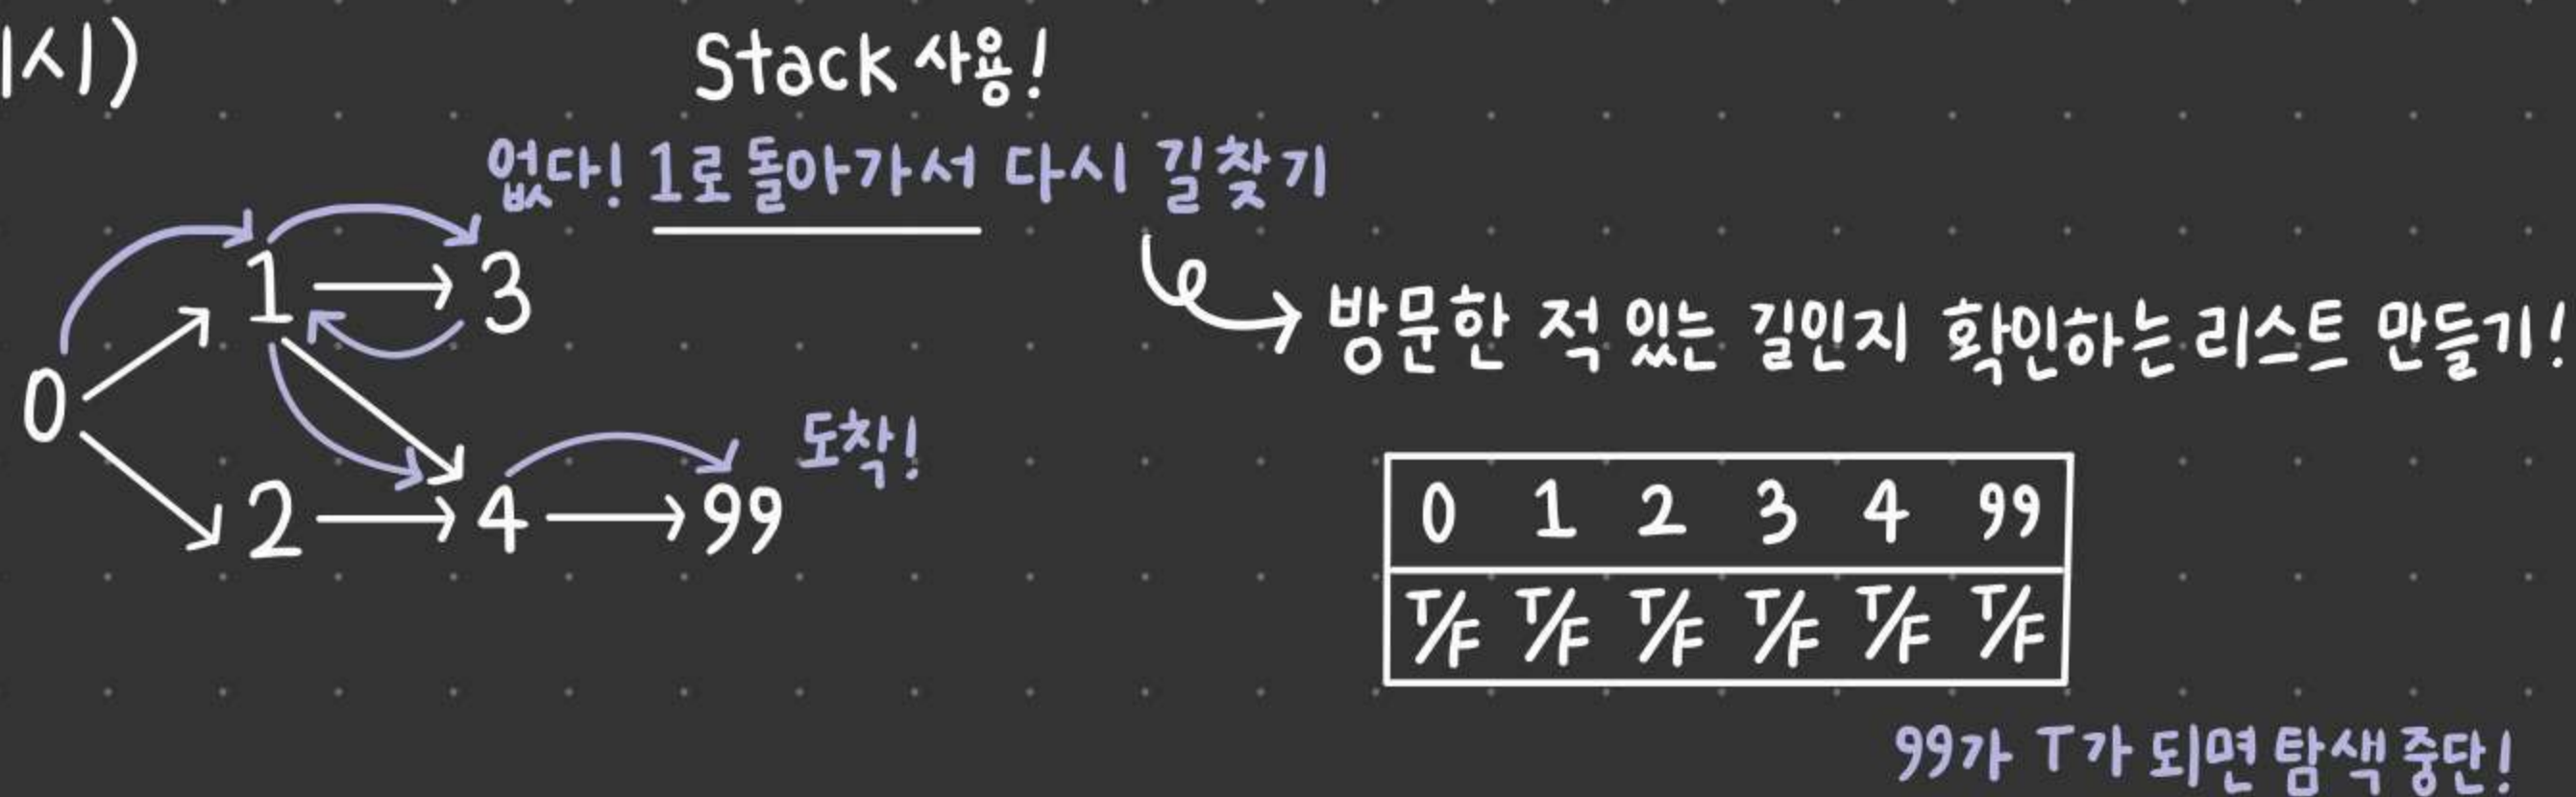 시)
Stack 사용!
없다! 1로 돌아가서 다시 길찾기
1 3
방문한 적 있는 길인지 확인하는 리스트 만들기!
0
도착!
2 4 99
0 1 2 3 4 99
T/F T/F T/F T/F T/F T/F
99가 T가 되면 탐색 중단!